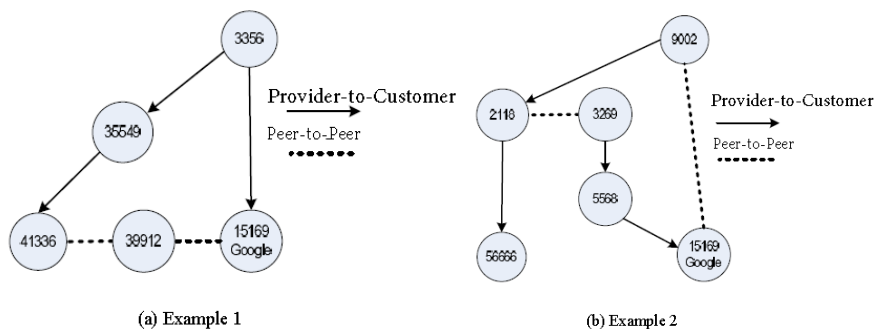 3356
35549
41336
39912
15169
Google
Provider-to-Customer
Peer-to-Peer
(a) Example 1
9002
2118
3269
5568
56666
15169
Google
Provider-to-Customer
Peer-to-Peer
(b) Example 2